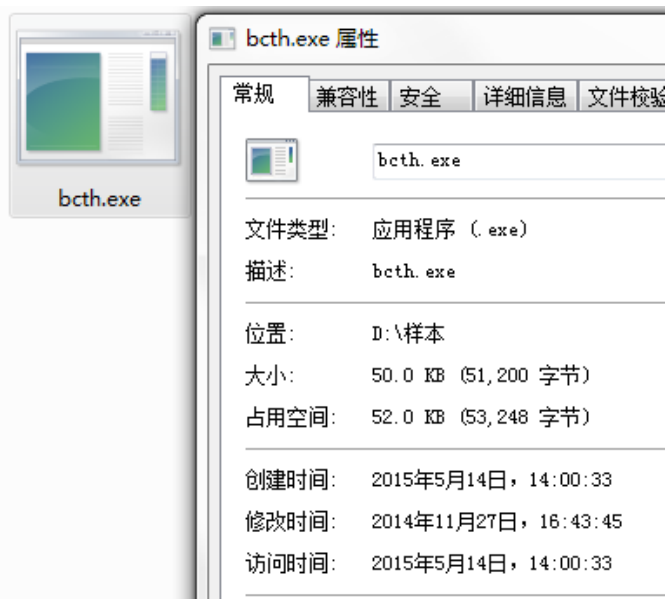 bcth.exe
bcth.exe 属性
常规 兼容性 安全 详细信息 文件校验
bcth.exe
文件类型: 应用程序 (.exe)
描述: bcth.exe
位置: D:\样本
大小: 50.0 KB (51,200 字节)
占用空间: 52.0 KB (53,248 字节)
创建时间: 2015年5月14日，14:00:33
修改时间: 2014年11月27日，16:43:45
访问时间: 2015年5月14日，14:00:33